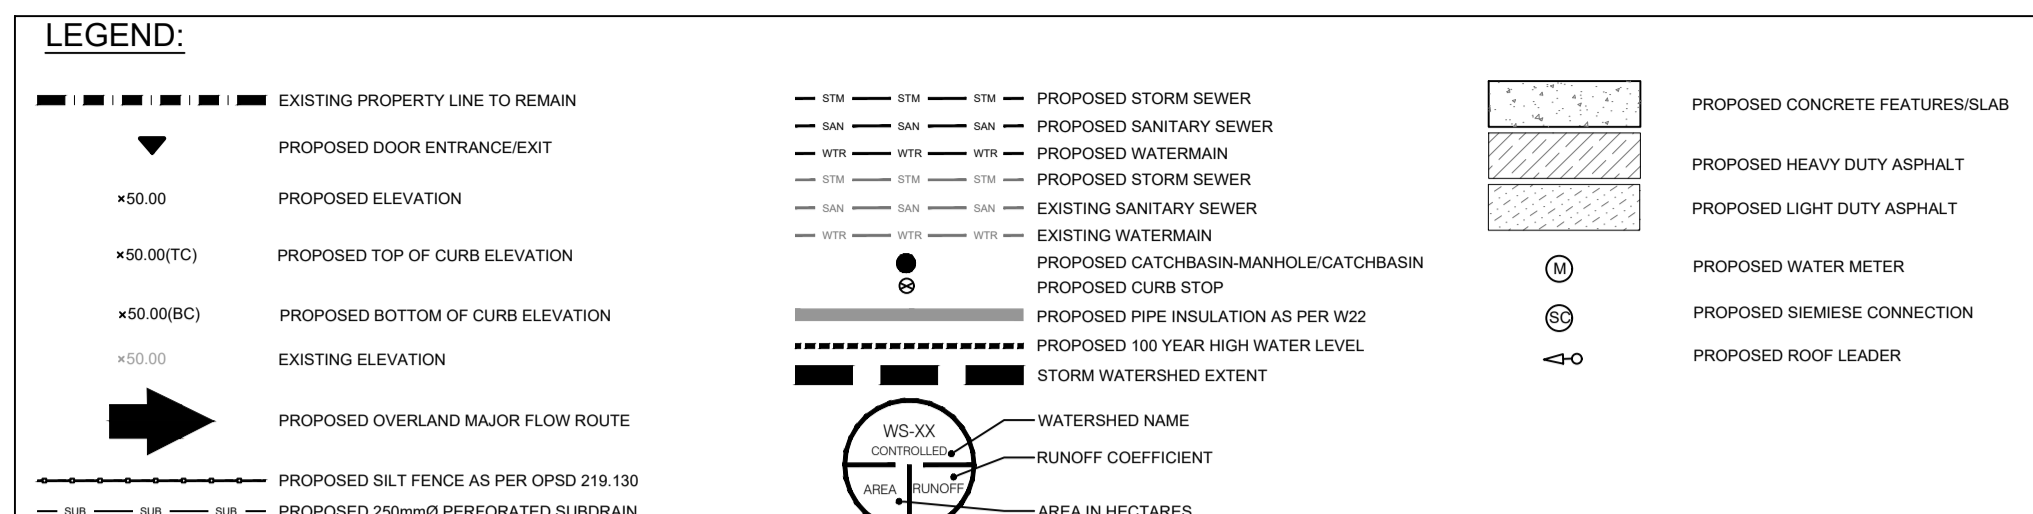 LEGEND:
EXISTING PROPERTY LINE TO REMAIN
PROPOSED DOOR ENTRANCE/EXIT
×50.00 PROPOSED ELEVATION
×50.00(TC) PROPOSED TOP OF CURB ELEVATION
×50.00(BC) PROPOSED BOTTOM OF CURB ELEVATION
×50.00 EXISTING ELEVATION
PROPOSED OVERLAND MAJOR FLOW ROUTE
PROPOSED SILT FENCE AS PER OPSD 219.130
SUB SUB SUB PROPOSED 250mmØ PERFORATED SUBDRAIN
STM STM STM PROPOSED STORM SEWER
SAN SAN SAN PROPOSED SANITARY SEWER
WTR WTR WTR PROPOSED WATERMAIN
STM STM STM PROPOSED STORM SEWER
SAN SAN SAN EXISTING SANITARY SEWER
WTR WTR WTR EXISTING WATERMAIN
PROPOSED CATCHBASIN-MANHOLE/CATCHBASIN
PROPOSED CURB STOP
PROPOSED PIPE INSULATION AS PER W22
PROPOSED 100 YEAR HIGH WATER LEVEL
STORM WATERSHED EXTENT
WS-XX
CONTROLLED
AREA RUNOFF
WATERSHED NAME
RUNOFF COEFFICIENT
AREA IN HECTARES
PROPOSED CONCRETE FEATURES/SLAB
PROPOSED HEAVY DUTY ASPHALT
PROPOSED LIGHT DUTY ASPHALT
M PROPOSED WATER METER
SC PROPOSED SIEMIESE CONNECTION
PROPOSED ROOF LEADER